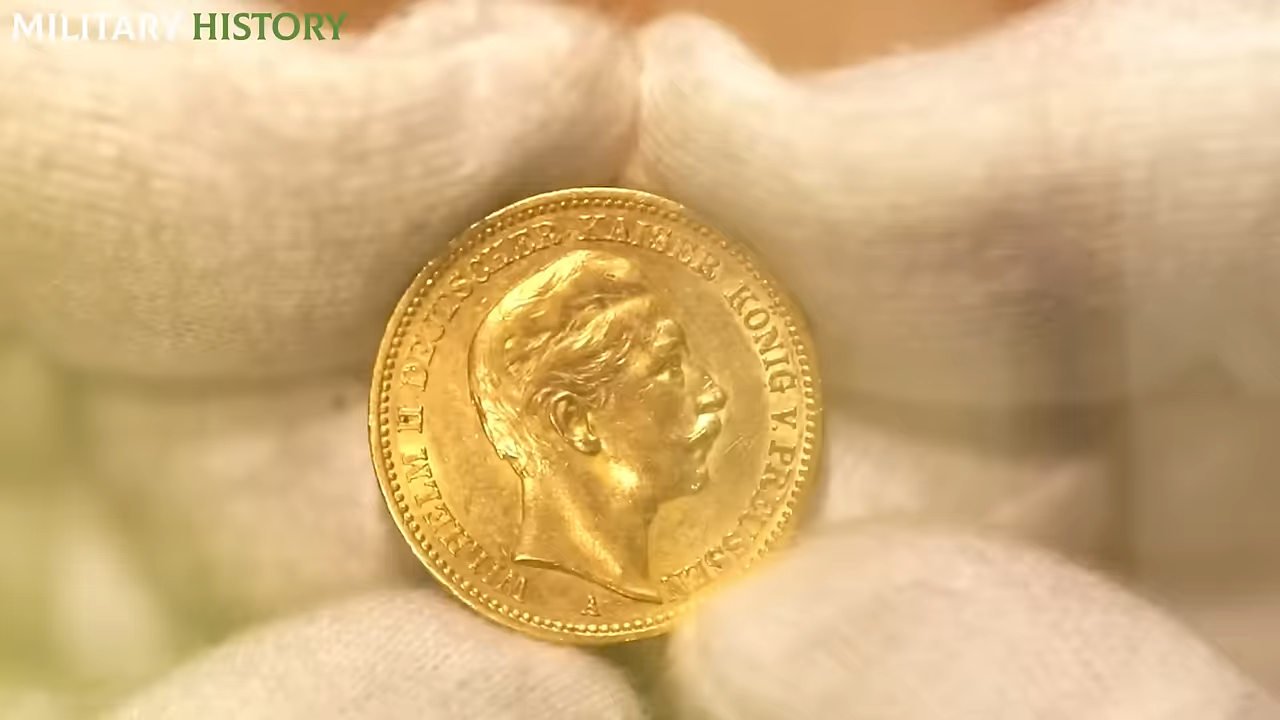 MILITARY HISTORY
WILHELM II DEUTSCHER KAISER KÖNIG V. PREUSSEN
A